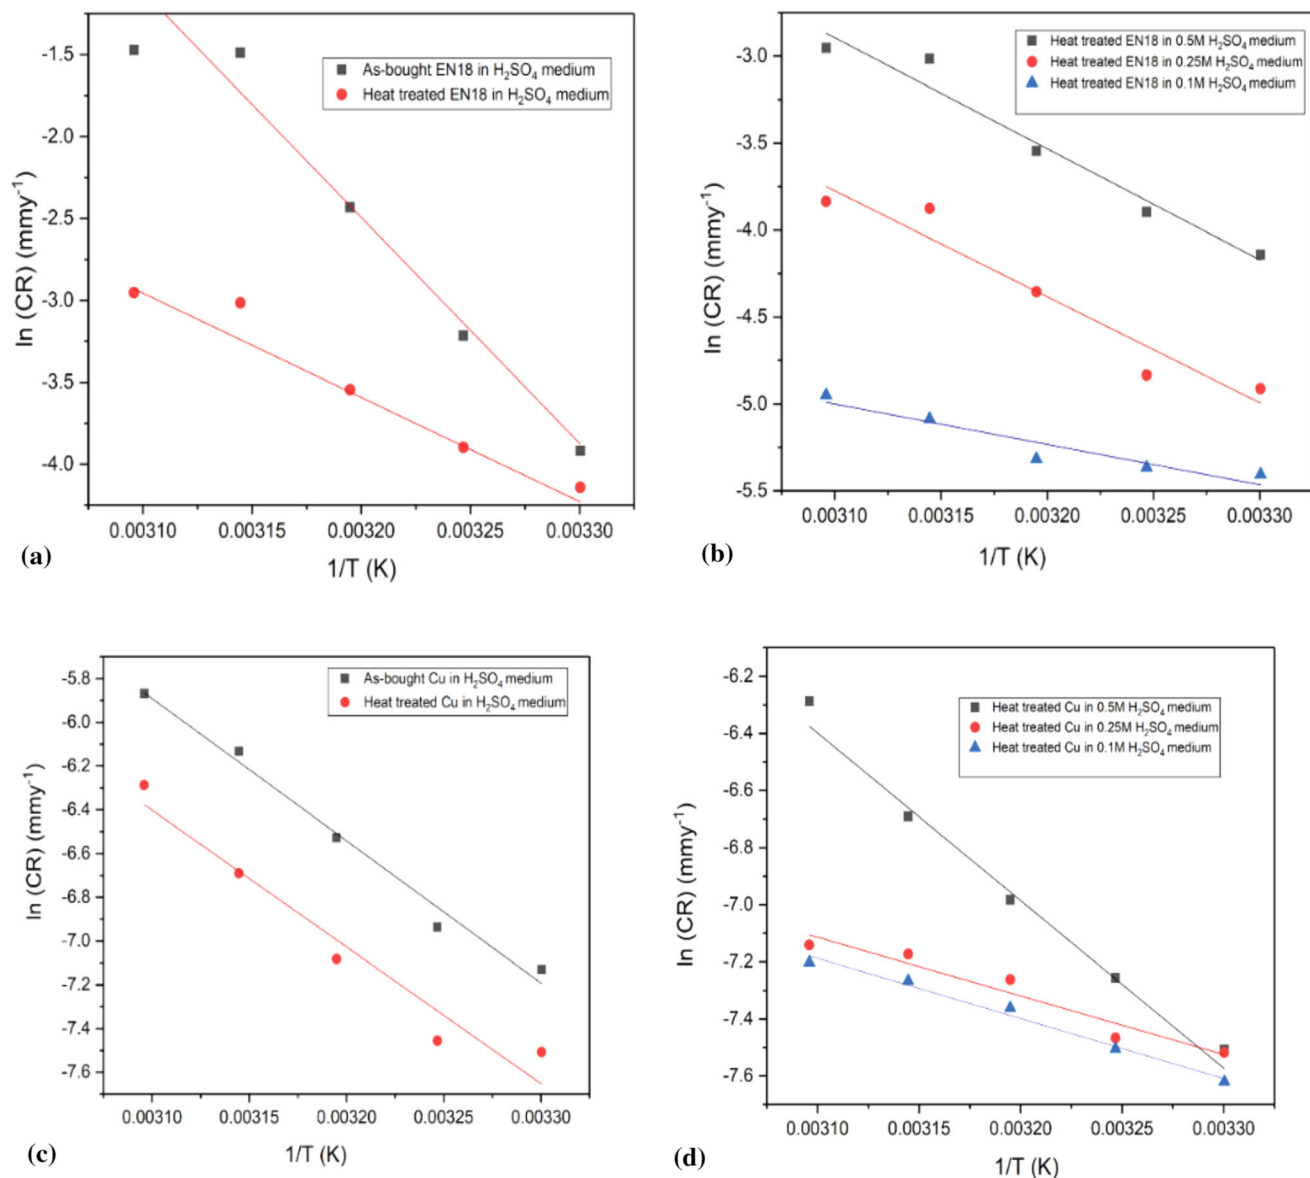 As-bought EN18 in H₂SO₄ medium
Heat treated EN18 in H₂SO₄ medium
-1.5
-2.0
-2.5
-3.0
-3.5
-4.0
ln (CR) (mmy⁻¹)
0.00310 0.00315 0.00320 0.00325 0.00330
1/T (K)
(a)
Heat treated EN18 in 0.5M H₂SO₄ medium
Heat treated EN18 in 0.25M H₂SO₄ medium
Heat treated EN18 in 0.1M H₂SO₄ medium
-3.0
-3.5
-4.0
-4.5
-5.0
-5.5
ln (CR) (mmy⁻¹)
0.00310 0.00315 0.00320 0.00325 0.00330
1/T (K)
(b)
As-bought Cu in H₂SO₄ medium
Heat treated Cu in H₂SO₄ medium
-5.8
-6.0
-6.2
-6.4
-6.6
-6.8
-7.0
-7.2
-7.4
-7.6
ln (CR) (mmy⁻¹)
0.00310 0.00315 0.00320 0.00325 0.00330
1/T (K)
(c)
Heat treated Cu in 0.5M H₂SO₄ medium
Heat treated Cu in 0.25M H₂SO₄ medium
Heat treated Cu in 0.1M H₂SO₄ medium
-6.2
-6.4
-6.6
-6.8
-7.0
-7.2
-7.4
-7.6
ln (CR) (mmy⁻¹)
0.00310 0.00315 0.00320 0.00325 0.00330
1/T (K)
(d)